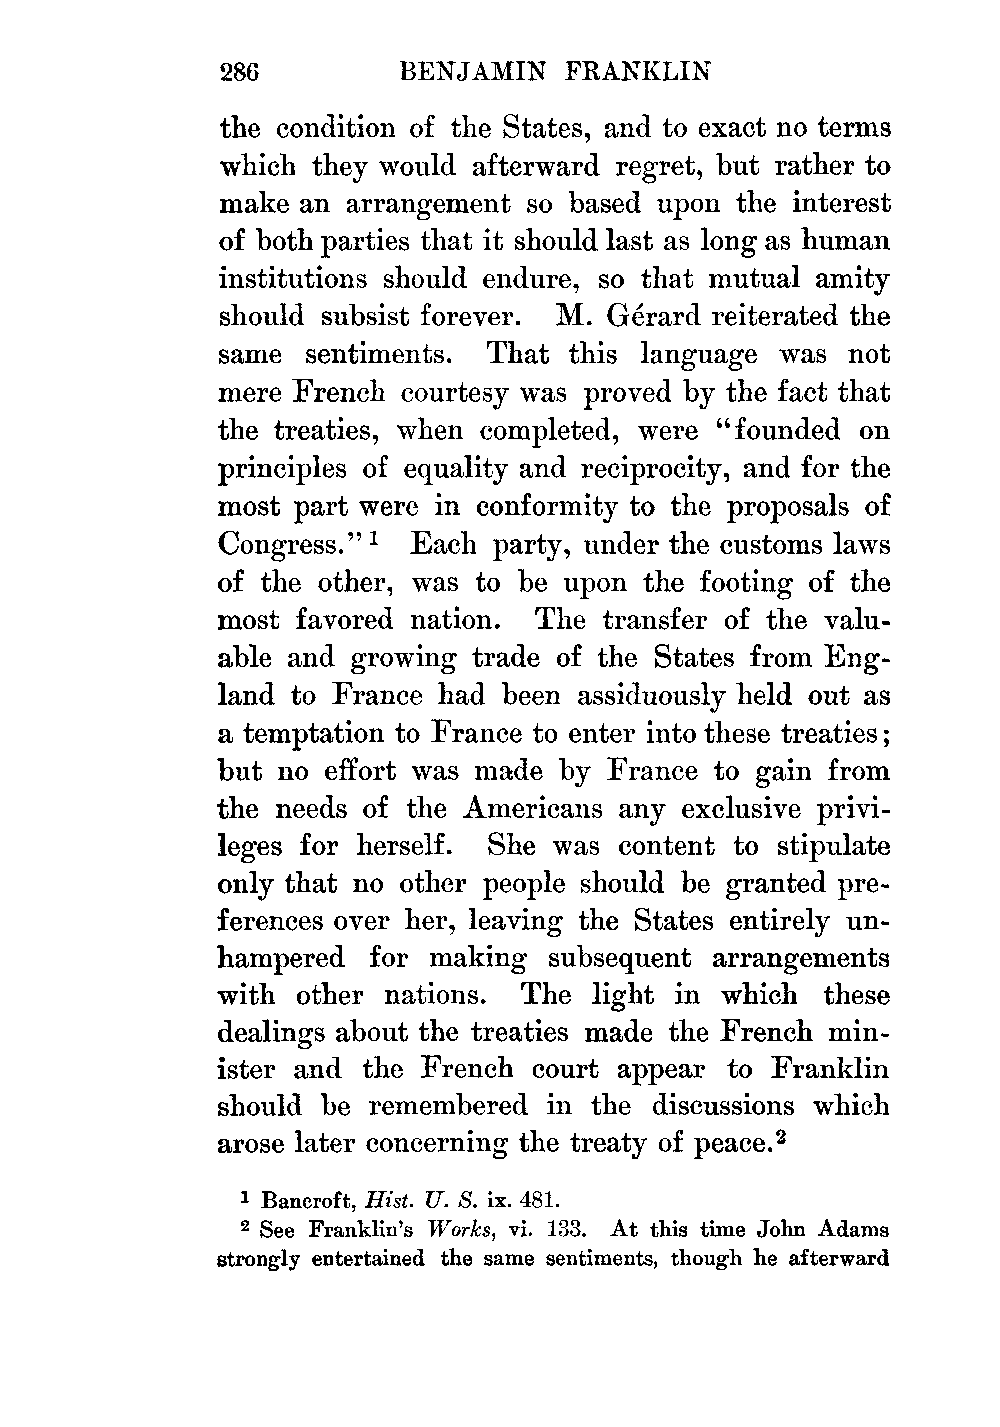 286 BENJAMIN FRANKLIN
the condition of the States, and to exact no terms
which they would afterward regret, but rather to
make an arrangement so based upon the interest
of both parties that it should last as long as human
institutions should endure, so that mutual amity
should subsist forever. M. Gérard reiterated the
same sentiments. That this language was not
mere French courtesy was proved by the fact that
the treaties, when completed, were “founded on
principles of equality and reciprocity, and for the
most part were in conformity to the proposals of
Congress.” ¹ Each party, under the customs laws
of the other, was to be upon the footing of the
most favored nation. The transfer of the valu-
able and growing trade of the States from Eng-
land to France had been assiduously held out as
a temptation to France to enter into these treaties;
but no effort was made by France to gain from
the needs of the Americans any exclusive privi-
leges for herself. She was content to stipulate
only that no other people should be granted pre-
ferences over her, leaving the States entirely un-
hampered for making subsequent arrangements
with other nations. The light in which these
dealings about the treaties made the French min-
ister and the French court appear to Franklin
should be remembered in the discussions which
arose later concerning the treaty of peace.²
¹ Bancroft, Hist. U. S. ix. 481.
² See Franklin’s Works, vi. 133. At this time John Adams
strongly entertained the same sentiments, though he afterward